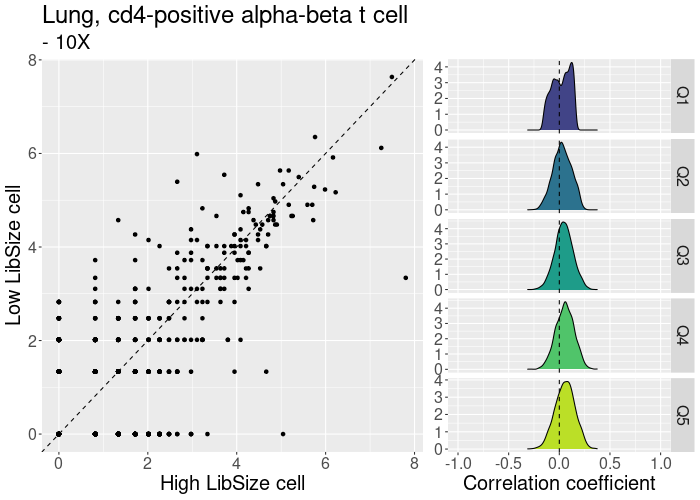 Lung, cd4-positive alpha-beta t cell
- 10X
Low LibSize cell
8
6
4
2
0
0 2 4 6 8
High LibSize cell
4
3
2
1
0
Q1
4
3
2
1
0
Q2
4
3
2
1
0
Q3
4
3
2
1
0
Q4
4
3
2
1
0
Q5
-1.0 -0.5 0.0 0.5 1.0
Correlation coefficient